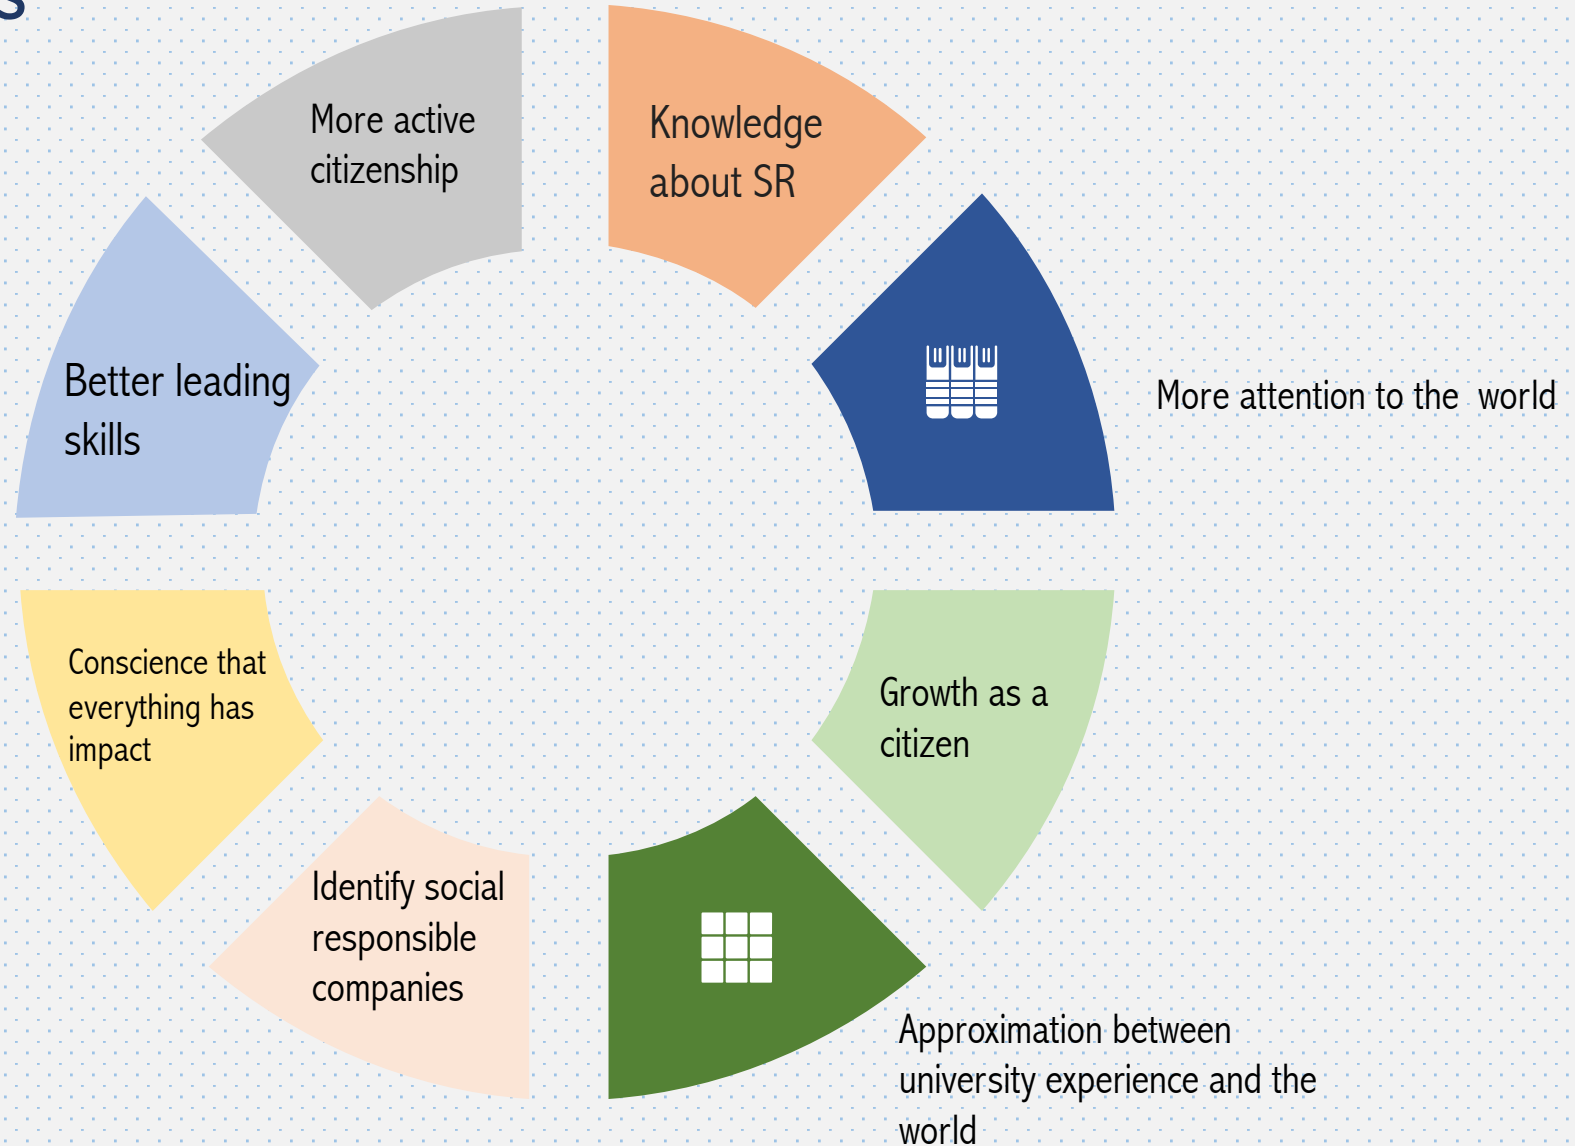 s
More active
citizenship
Knowledge
about SR
Better leading
skills
More attention to the  world
Conscience that
everything has
impact
Growth as a
citizen
Identify social
responsible
companies
Approximation between
university experience and the
world